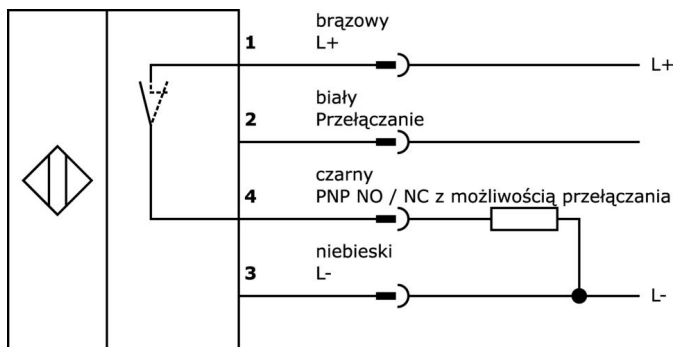 brązowy
1 L+
L+
biały
2 Przełączanie
czarny
4 PNP NO / NC z możliwością przełączania
niebieski
3 L-
L-